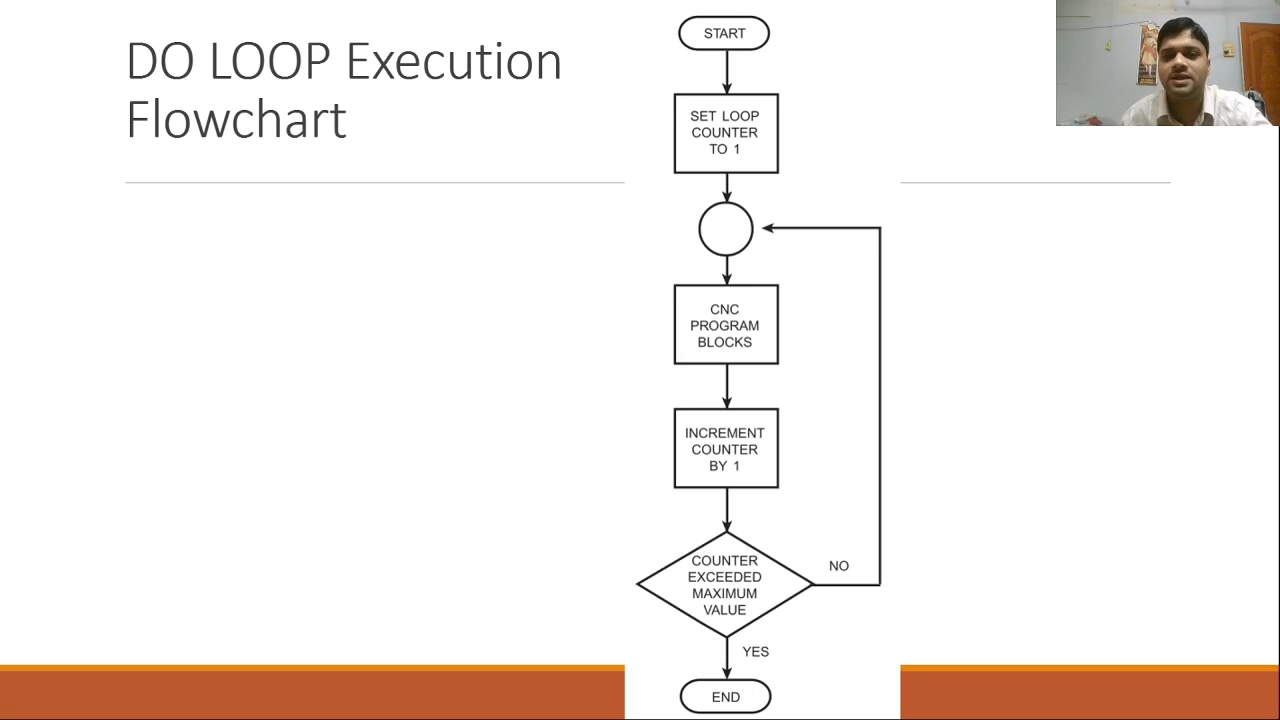 DO LOOP Execution
Flowchart
START
SET LOOP
COUNTER
TO 1
CNC
PROGRAM
BLOCKS
INCREMENT
COUNTER
BY 1
COUNTER
EXCEEDED
MAXIMUM
VALUE
NO
YES
END